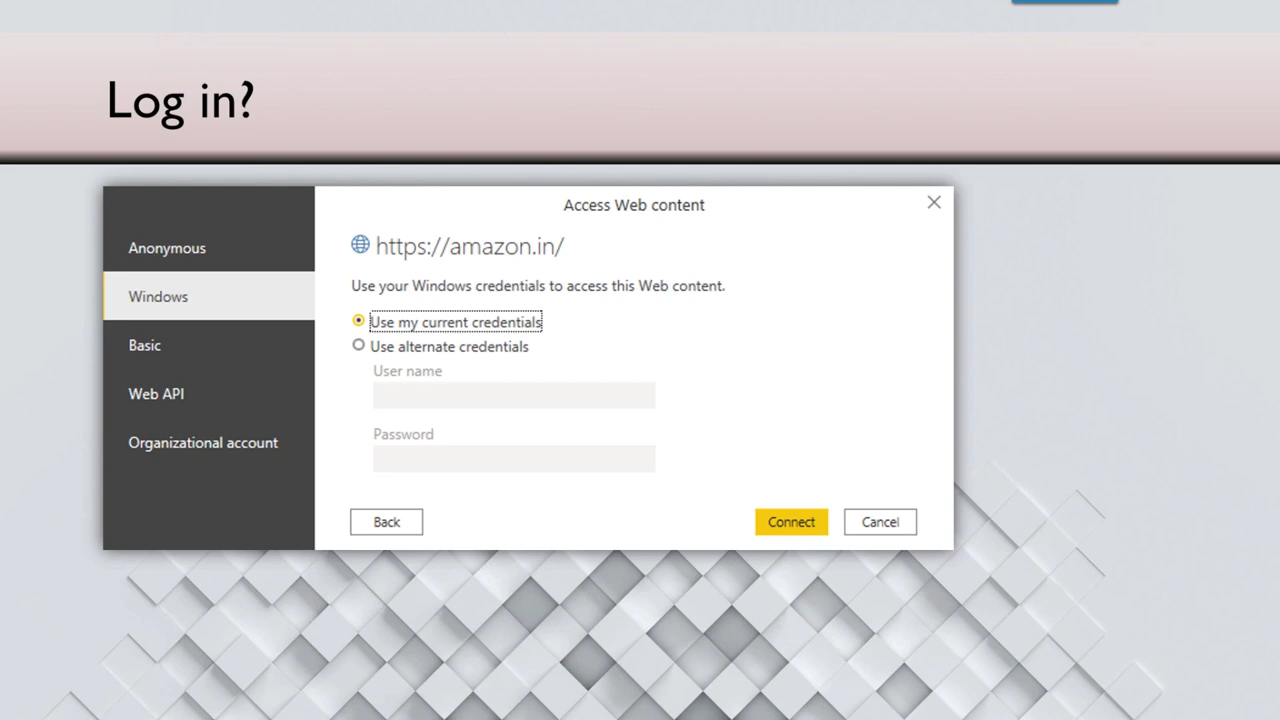 Log in?
Access Web content
Anonymous
Windows
Basic
Web API
Organizational account
https://amazon.in/
Use your Windows credentials to access this Web content.
Use my current credentials
Use alternate credentials
User name
Password
Back
Connect
Cancel